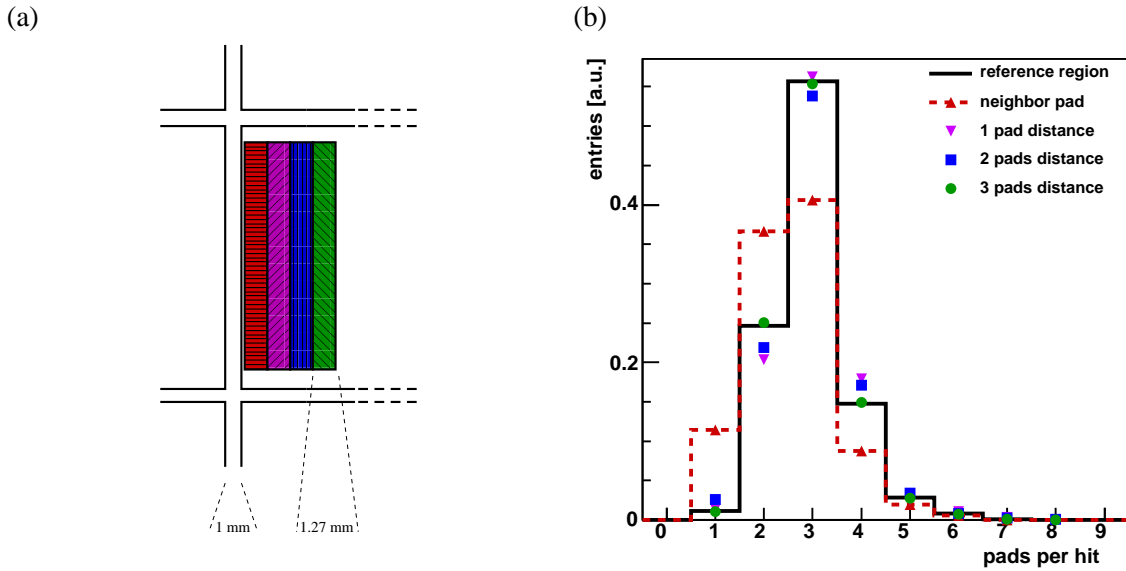 (a)
1 mm
1.27 mm
(b)
entries [a.u.]
0.4
0.2
0
reference region
neighbor pad
1 pad distance
2 pads distance
3 pads distance
0 1 2 3 4 5 6 7 8 9
pads per hit